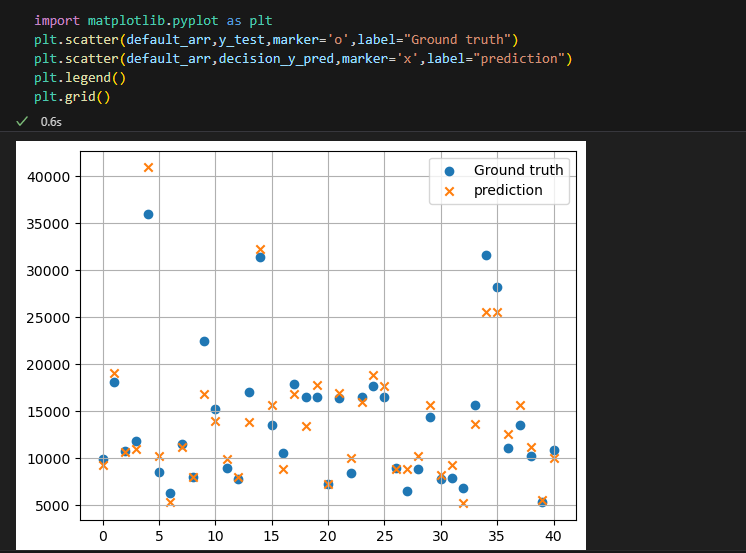 import matplotlib.pyplot as plt
plt.scatter(default_arr,y_test,marker='o',label="Ground truth")
plt.scatter(default_arr,decision_y_pred,marker='x',label="prediction")
plt.legend()
plt.grid()
0.6s
Ground truth
prediction
40000
35000
30000
25000
20000
15000
10000
5000
0 5 10 15 20 25 30 35 40